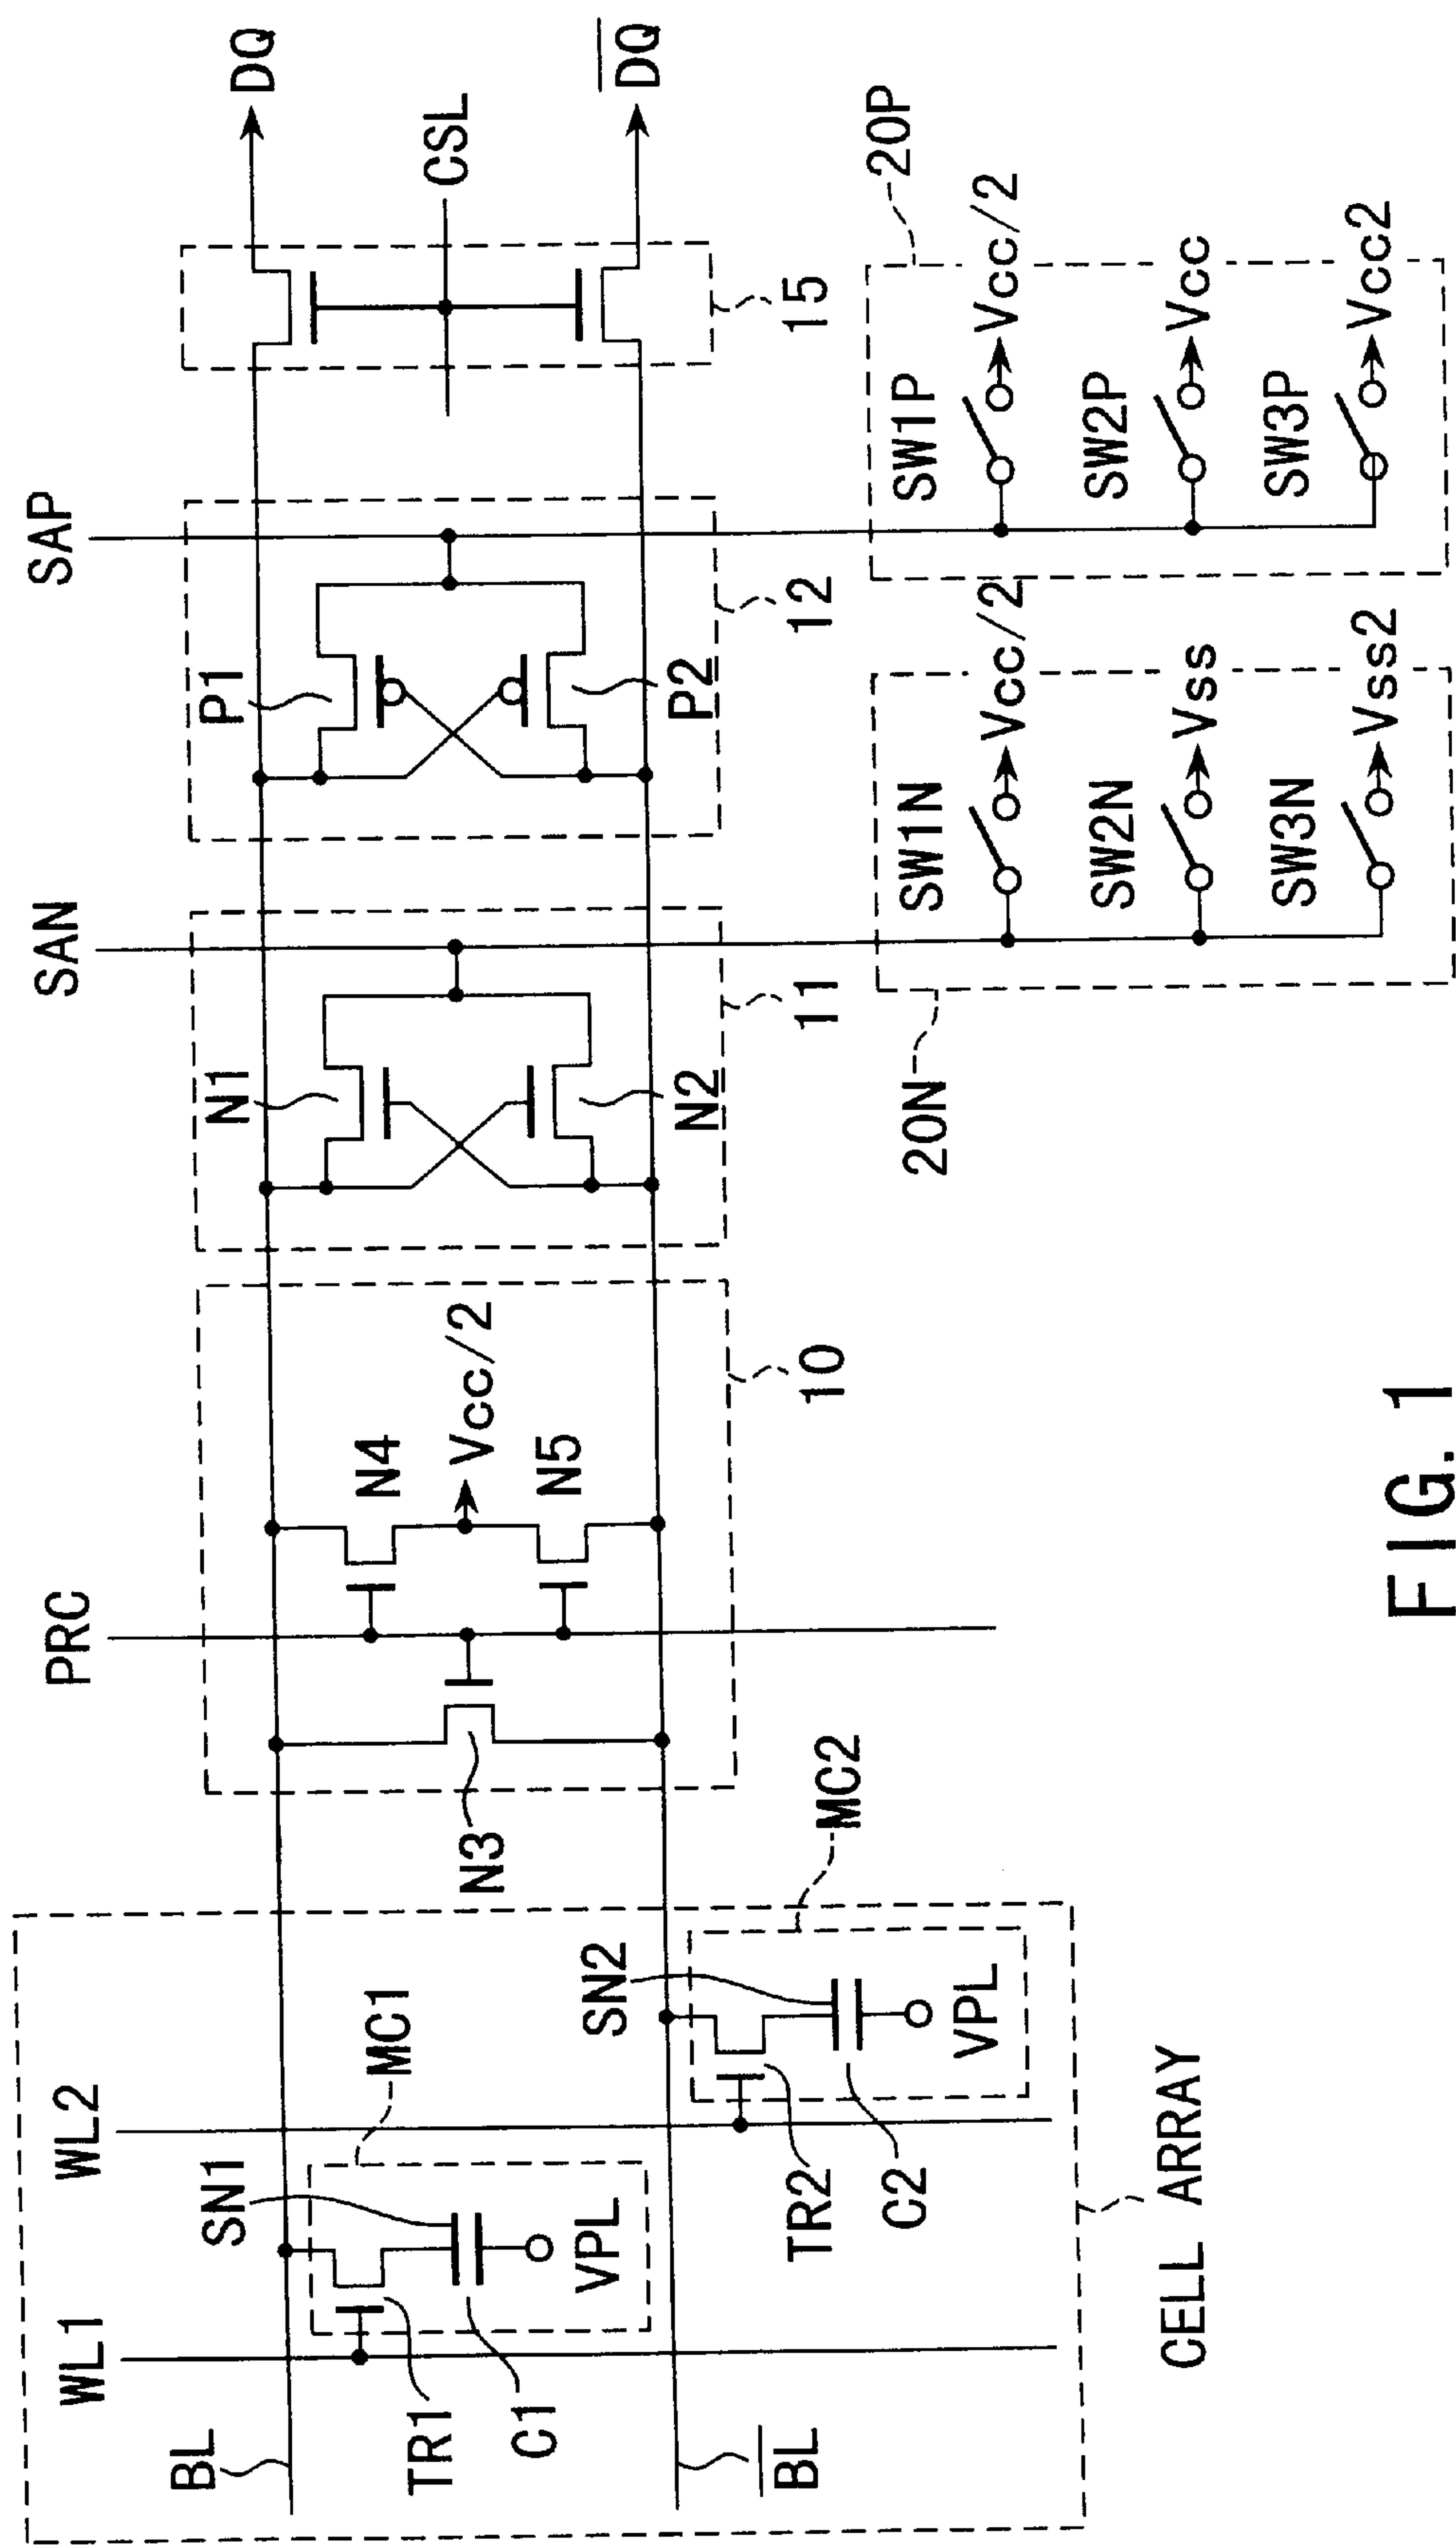 WL1
WL2
PRC
SAN
SAP
BL
SN1
MC1
TR1
C1
VPL
BL
SN2
MC2
TR2
C2
VPL
CELL ARRAY
N3
N4
Vcc/2
N5
10
N1
N2
11
P1
P2
12
DQ
CSL
DQ
15
20N
SW1N
Vcc/2
SW2N
Vss
SW3N
Vss2
20P
SW1P
Vcc/2
SW2P
Vcc
SW3P
Vcc2
FIG. 1